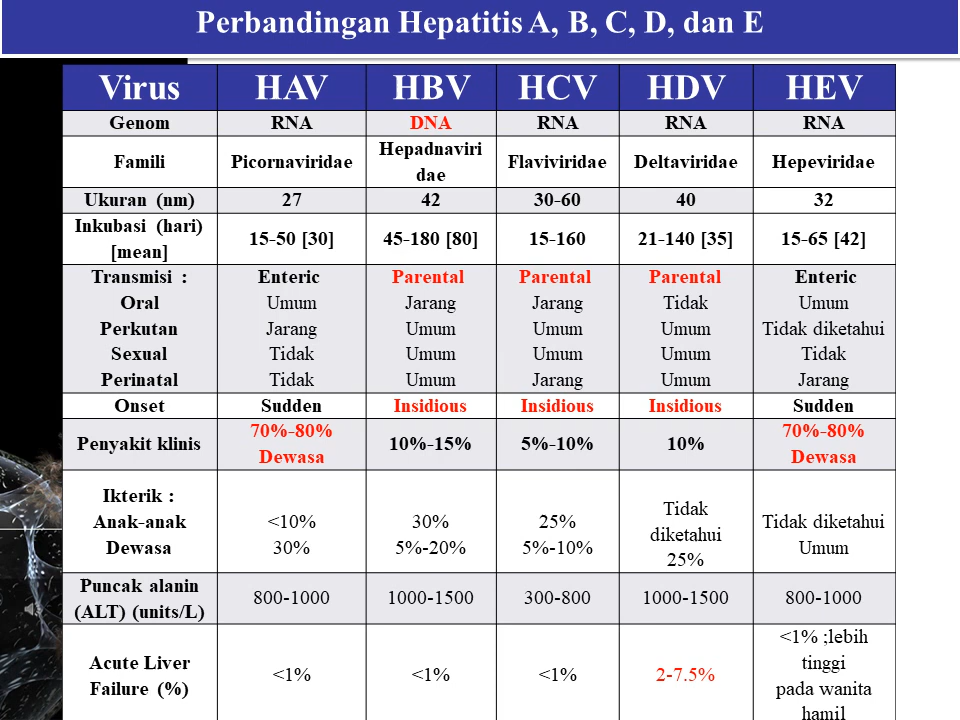 Perbandingan Hepatitis A, B, C, D, dan E
Virus HAV HBV HCV HDV HEV
Genom RNA DNA RNA RNA RNA
Famili Picornaviridae Hepadnaviri
dae Flaviviridae Deltaviridae Hepeviridae
Ukuran (nm) 27 42 30-60 40 32
Inkubasi (hari)
[mean] 15-50 [30] 45-180 [80] 15-160 21-140 [35] 15-65 [42]
Transmisi : Enteric Parental Parental Parental Enteric
Oral Umum Jarang Jarang Tidak Umum
Perkutan Jarang Umum Umum Umum Tidak diketahui
Sexual Tidak Umum Umum Umum Tidak
Perinatal Tidak Umum Jarang Umum Jarang
Onset Sudden Insidious Insidious Insidious Sudden
Penyakit klinis 70%-80%
Dewasa 10%-15% 5%-10% 10% 70%-80%
Dewasa
Ikterik :
Anak-anak <10% 30% 25% Tidak
diketahui Tidak diketahui
Dewasa 30% 5%-20% 5%-10% 25% Umum
Puncak alanin
(ALT) (units/L) 800-1000 1000-1500 300-800 1000-1500 800-1000
Acute Liver
Failure (%) <1% <1% <1% 2-7.5% <1% ;lebih
tinggi
pada wanita
hamil